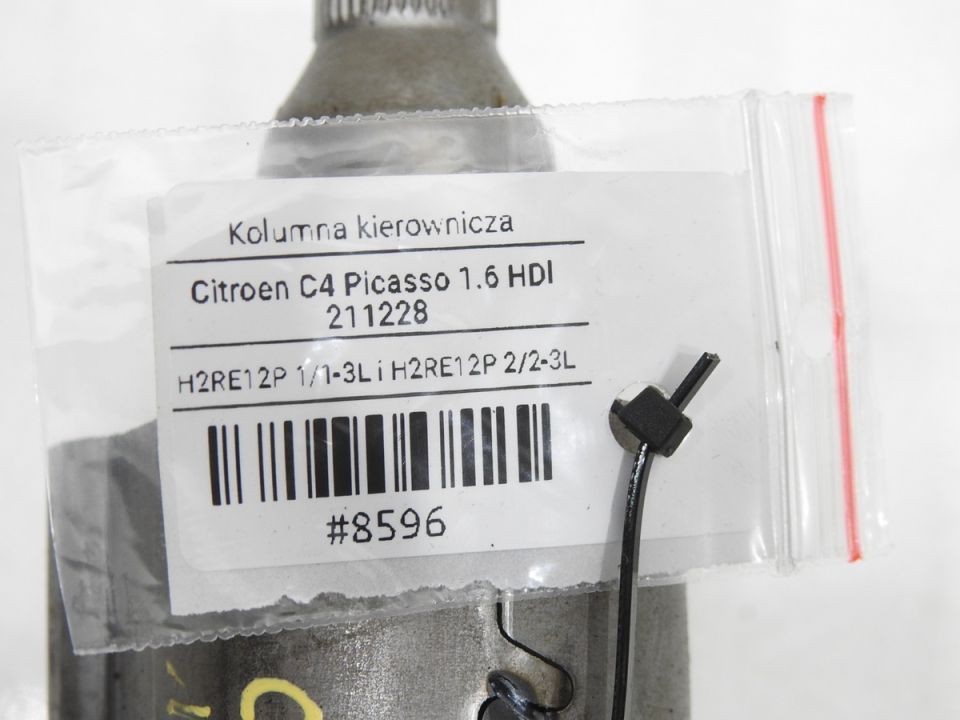 Kolumna kierownicza
Citroen C4 Picasso 1.6 HDI
211228
H2RE12P 1/1-3L i H2RE12P 2/2-3L
#8596